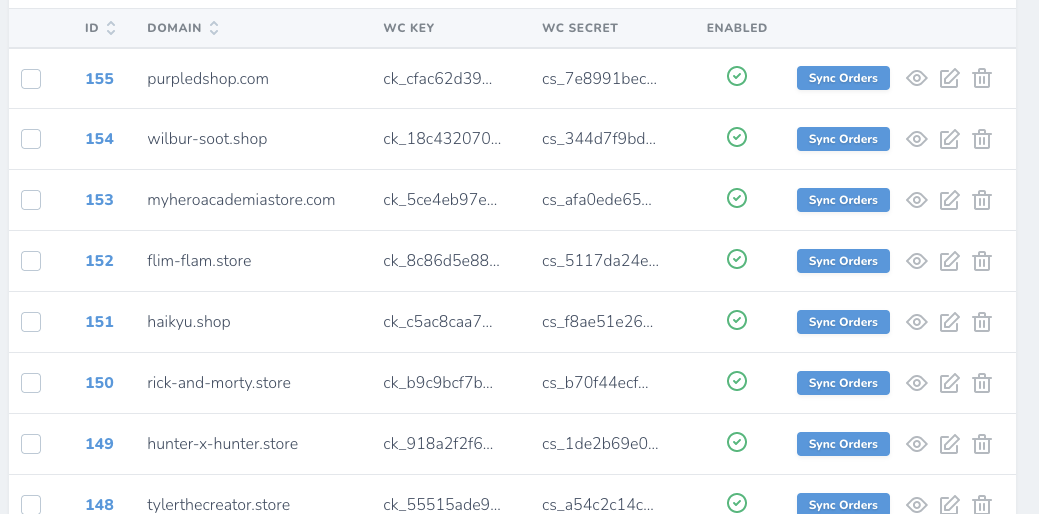 ID DOMAIN WC KEY WC SECRET ENABLED
155 purpledshop.com ck_cfac62d39... cs_7e8991bec... Sync Orders
154 wilbur-soot.shop ck_18c432070... cs_344d7f9bd... Sync Orders
153 myheroacademiastore.com ck_5ce4eb97e... cs_afa0ede65... Sync Orders
152 flim-flam.store ck_8c86d5e88... cs_5117da24e... Sync Orders
151 haikyu.shop ck_c5ac8caa7... cs_f8ae51e26... Sync Orders
150 rick-and-morty.store ck_b9c9bcf7b... cs_b70f44ecf... Sync Orders
149 hunter-x-hunter.store ck_918a2f2f6... cs_1de2b69e0... Sync Orders
148 tylerthecreator.store ck_55515ade9... cs_a54c2c14c... Sync Orders